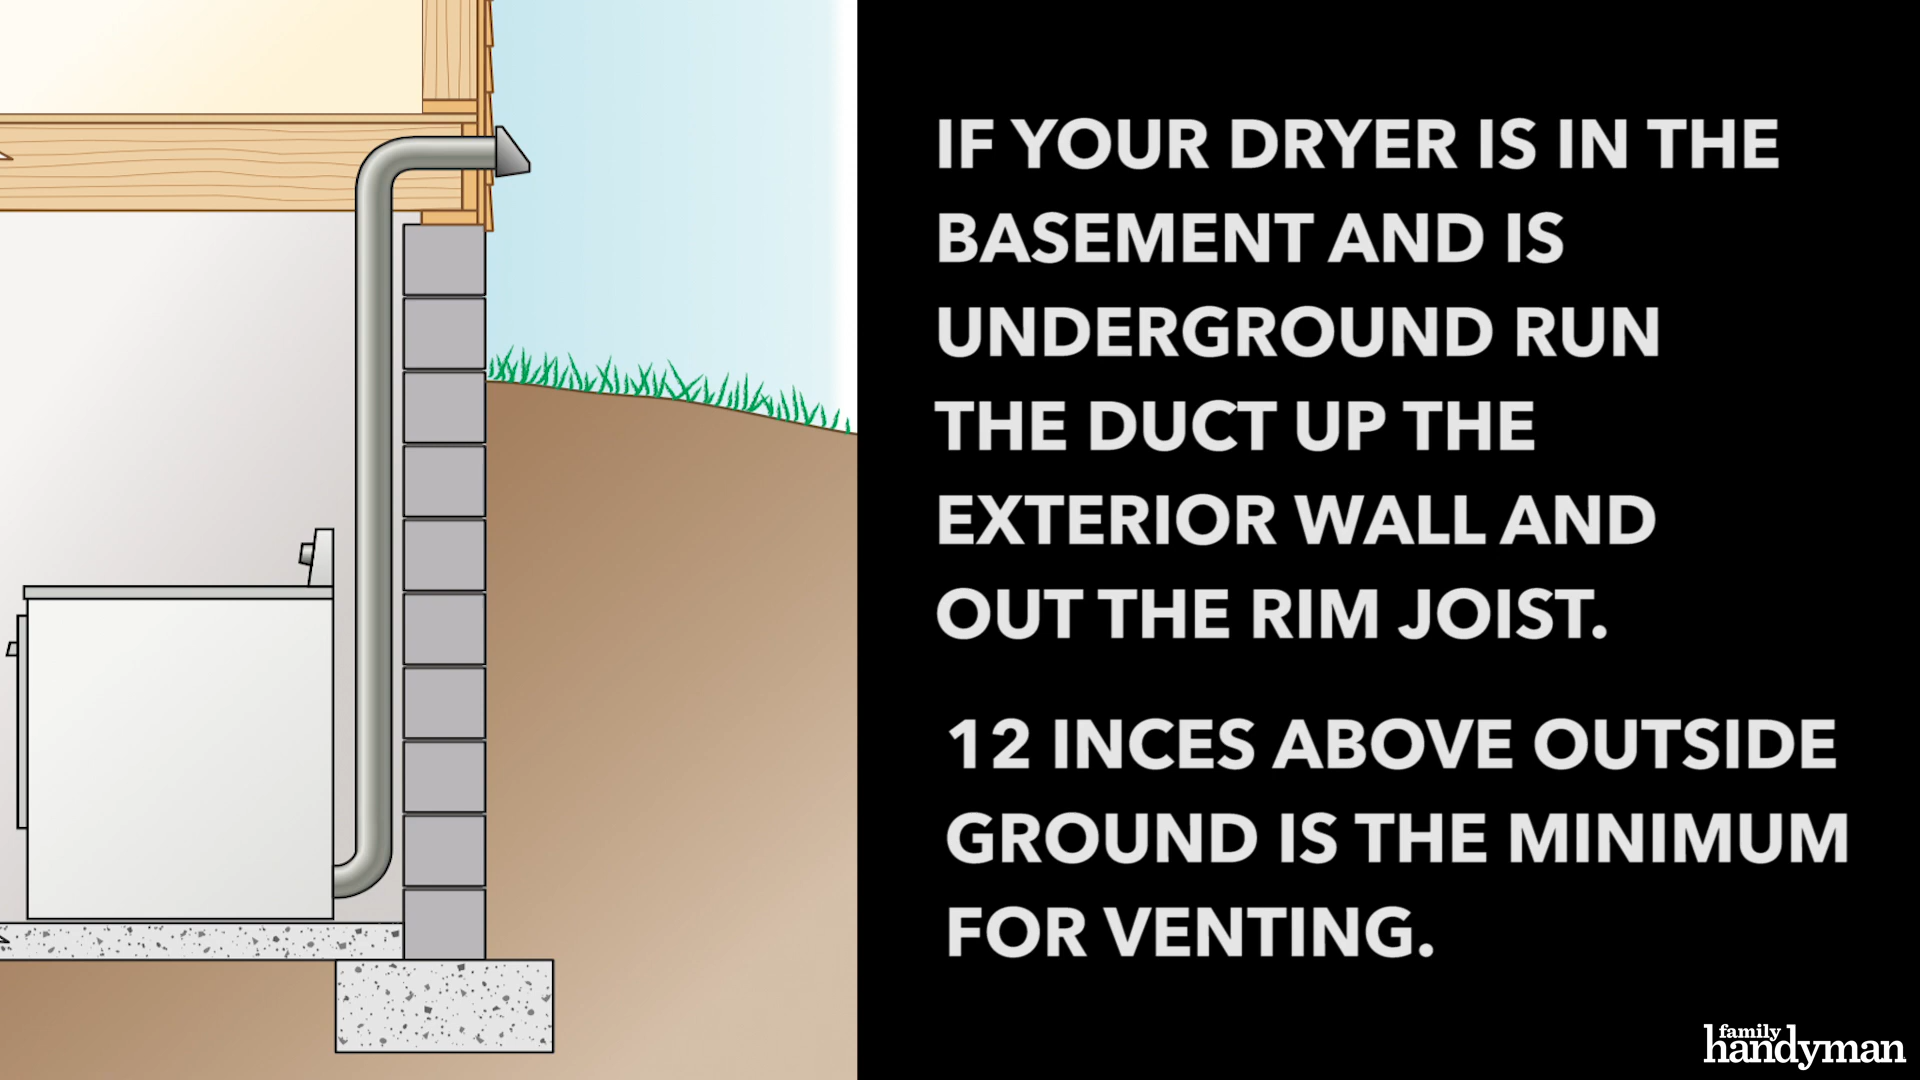 IF YOUR DRYER IS IN THE
BASEMENT AND IS
UNDERGROUND RUN
THE DUCT UP THE
EXTERIOR WALL AND
OUT THE RIM JOIST.
12 INCES ABOVE OUTSIDE
GROUND IS THE MINIMUM
FOR VENTING.
family
handyman